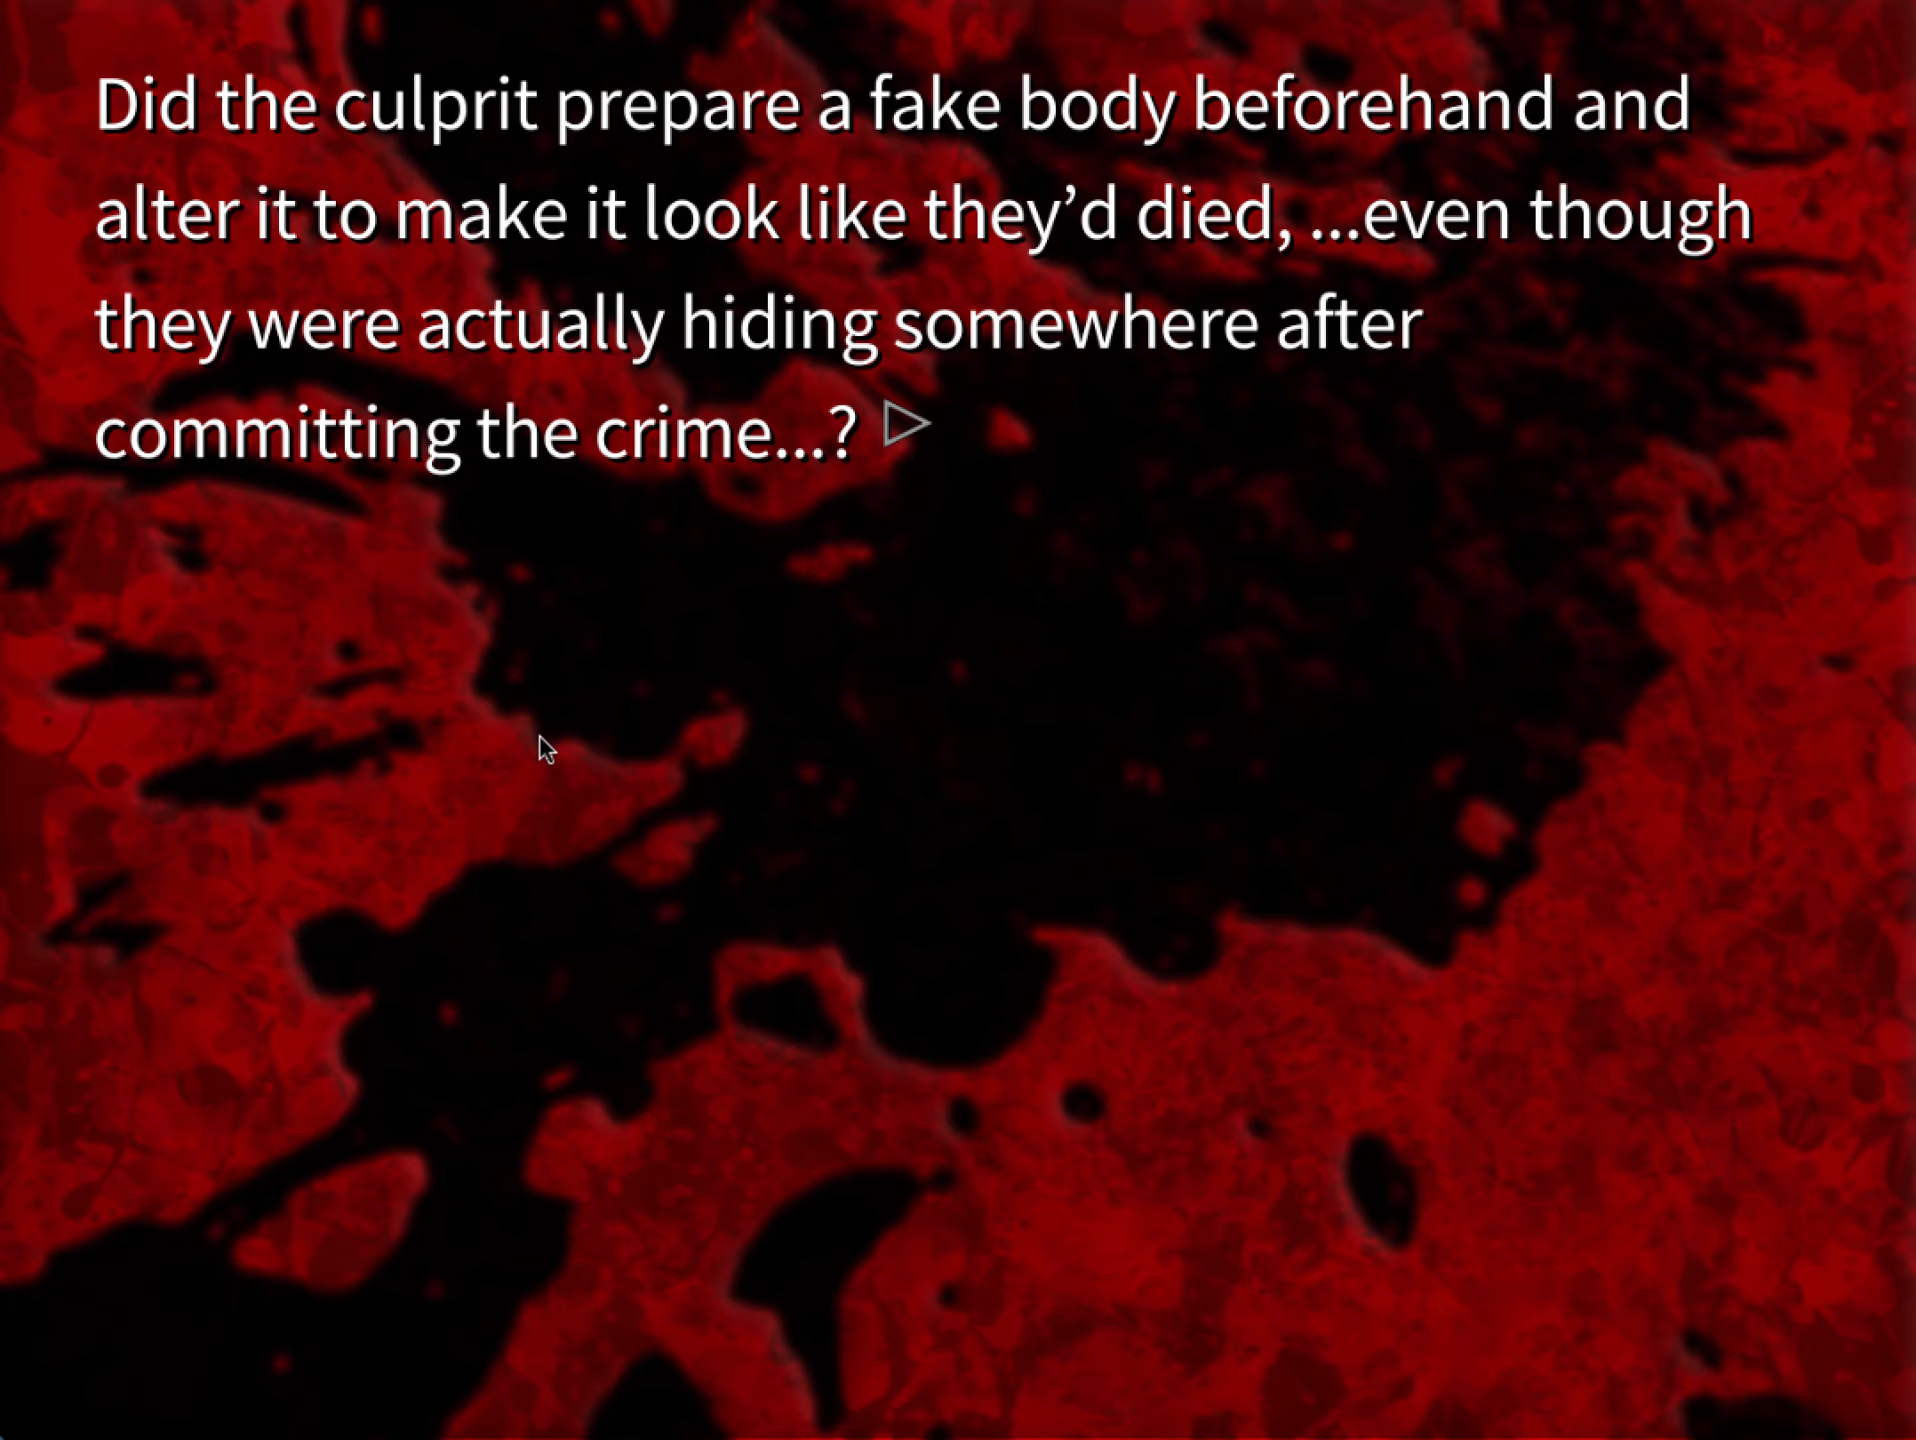 Did the culprit prepare a fake body beforehand and
alter it to make it look like they’d died, ...even though
they were actually hiding somewhere after
committing the crime...?